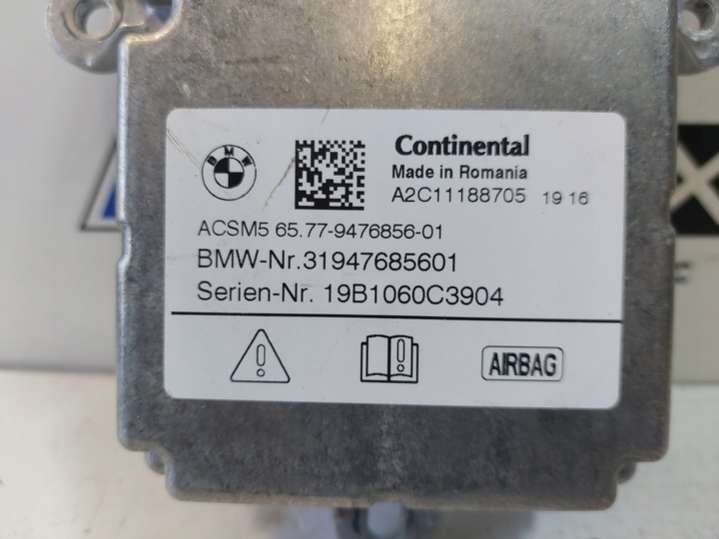 BMW
Continental
Made in Romania
A2C11188705 19 16
ACSM5 65.77-9476856-01
BMW-Nr.31947685601
Serien-Nr. 19B1060C3904
AIRBAG